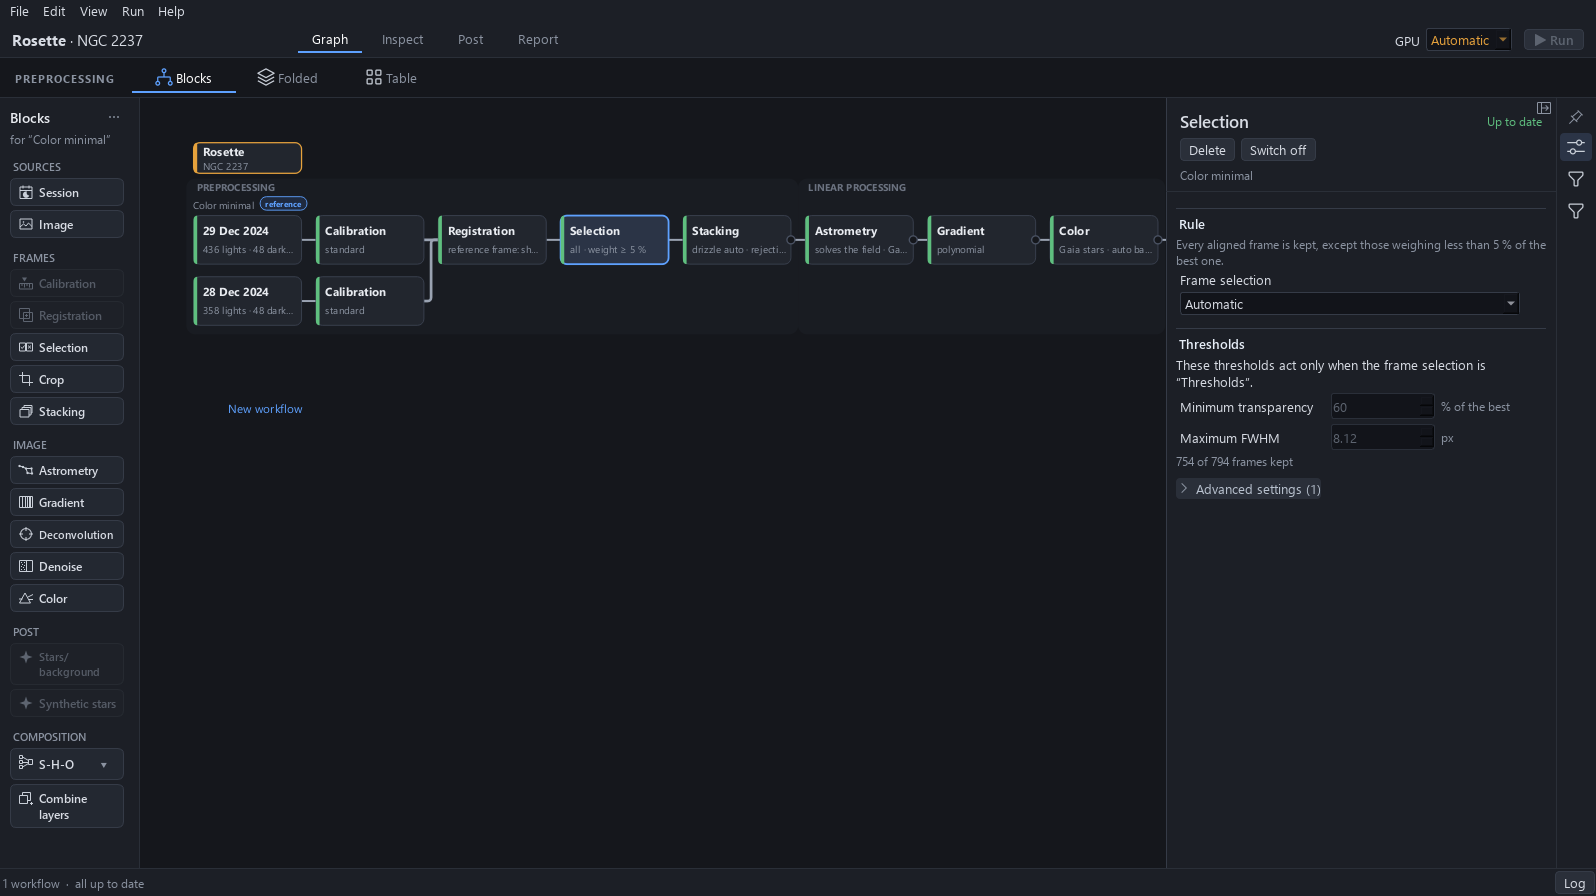 File Edit View Run Help
Rosette · NGC 2237
Graph Inspect Post Report
GPU Automatic Run
PREPROCESSING Blocks Folded Table
Blocks ...
for “Color minimal”
SOURCES
Session
Image
FRAMES
Calibration
Registration
Selection
Crop
Stacking
IMAGE
Astrometry
Gradient
Deconvolution
Denoise
Color
POST
Stars/
background
Synthetic stars
COMPOSITION
S-H-O
Combine
layers
Rosette
NGC 2237
PREPROCESSING LINEAR PROCESSING
Color minimal reference
29 Dec 2024 Calibration Registration Selection Stacking Astrometry Gradient Color
436 lights · 48 dark... standard reference frame: sh... all · weight ≥ 5 % drizzle auto · rejecti... solves the field · Ga... polynomial Gaia stars · auto ba...
28 Dec 2024 Calibration
358 lights · 48 dark... standard
New workflow
Selection
Up to date
Delete Switch off
Color minimal
Rule
Every aligned frame is kept, except those weighing less than 5 % of the
best one.
Frame selection
Automatic
Thresholds
These thresholds act only when the frame selection is
“Thresholds”.
Minimum transparency 60 % of the best
Maximum FWHM 8.12 px
754 of 794 frames kept
Advanced settings (1)
1 workflow · all up to date
Log